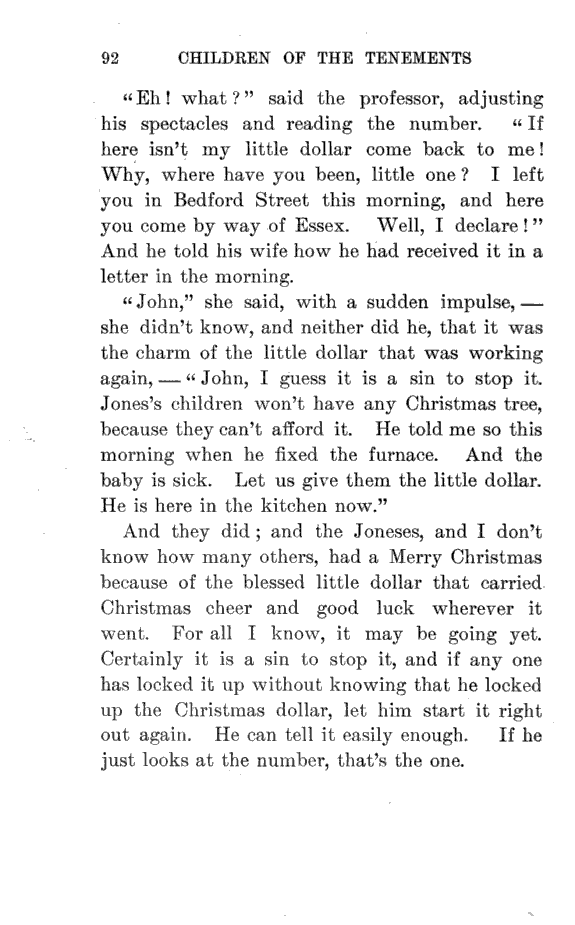 92 CHILDREN OF THE TENEMENTS
"Eh! what?" said the professor, adjusting
his spectacles and reading the number. "If
here isn't my little dollar come back to me!
Why, where have you been, little one? I left
you in Bedford Street this morning, and here
you come by way of Essex. Well, I declare!"
And he told his wife how he had received it in a
letter in the morning.
"John," she said, with a sudden impulse, —
she didn't know, and neither did he, that it was
the charm of the little dollar that was working
again, — "John, I guess it is a sin to stop it.
Jones's children won't have any Christmas tree,
because they can't afford it. He told me so this
morning when he fixed the furnace. And the
baby is sick. Let us give them the little dollar.
He is here in the kitchen now."
And they did; and the Joneses, and I don't
know how many others, had a Merry Christmas
because of the blessed little dollar that carried
Christmas cheer and good luck wherever it
went. For all I know, it may be going yet.
Certainly it is a sin to stop it, and if any one
has locked it up without knowing that he locked
up the Christmas dollar, let him start it right
out again. He can tell it easily enough. If he
just looks at the number, that's the one.